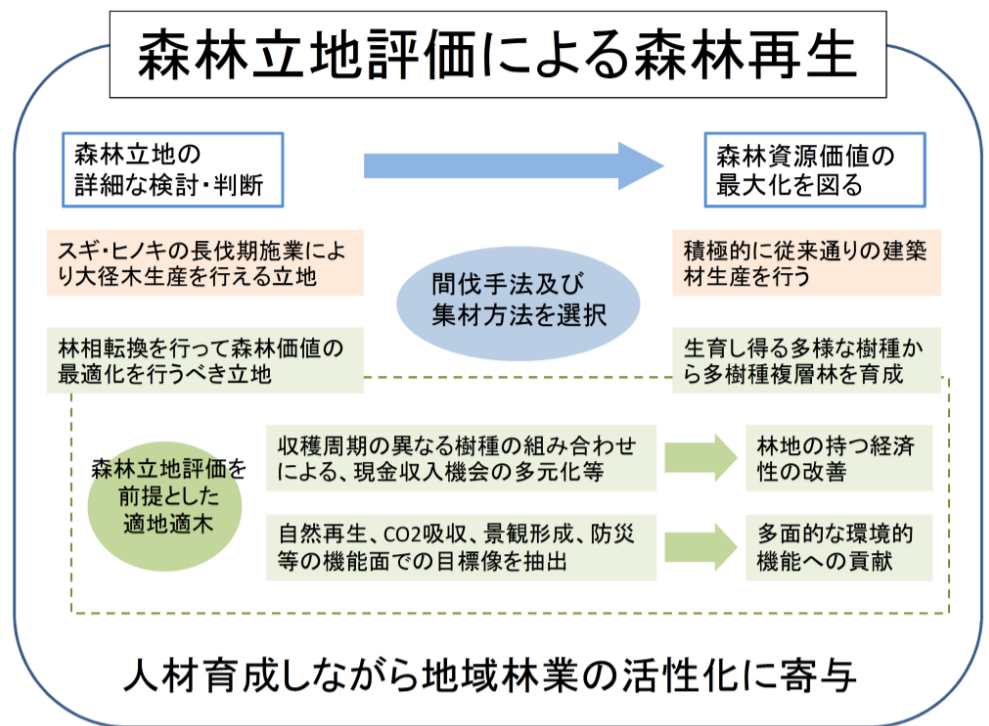 森林立地評価による森林再生
森林立地の
詳細な検討・判断
森林資源価値の
最大化を図る
スギ・ヒノキの長伐期施業によ
り大径木生産を行える立地
間伐手法及び
集材方法を選択
積極的に従来通りの建築
材生産を行う
林相転換を行って森林価値の
最適化を行うべき立地
生育し得る多様な樹種か
ら多樹種複層林を育成
森林立地評価を
前提とした
適地適木
収穫周期の異なる樹種の組み合わせ
による、現金収入機会の多元化等
林地の持つ経済
性の改善
自然再生、CO2吸収、景観形成、防災
等の機能面での目標像を抽出
多面的な環境的
機能への貢献
人材育成しながら地域林業の活性化に寄与